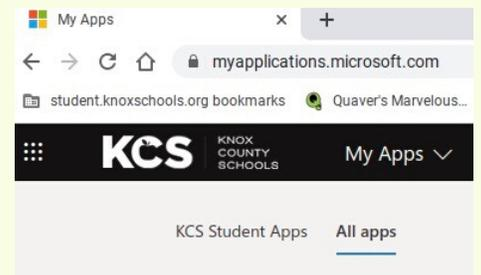 My Apps
myapplications.microsoft.com
student.knoxschools.org bookmarks Quaver's Marvelous...
KCS KNOX COUNTY SCHOOLS My Apps
KCS Student Apps All apps